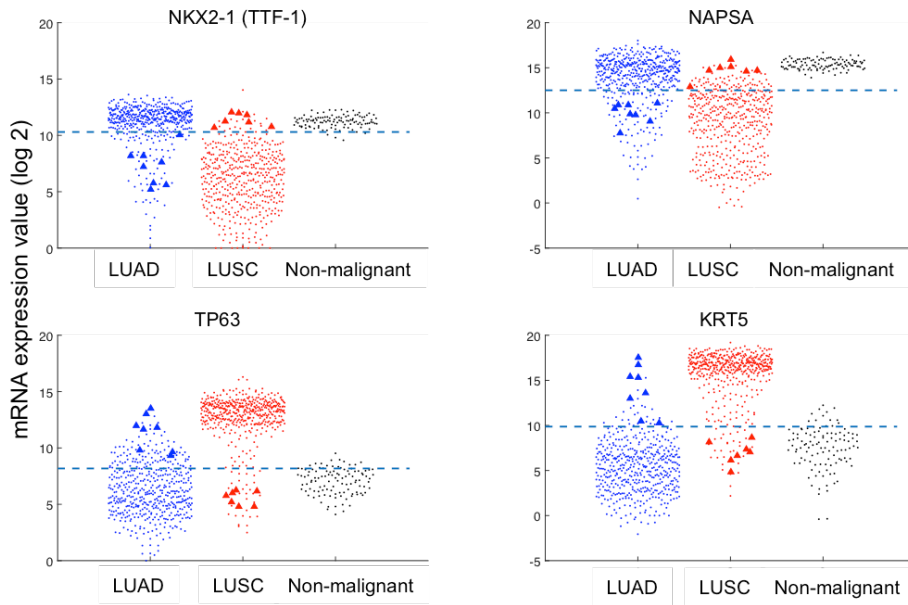 NKX2-1 (TTF-1)
20
15
10
5
0
LUAD LUSC Non-malignant
NAPSA
20
15
10
5
0
-5
LUAD LUSC Non-malignant
mRNA expression value (log 2)
TP63
20
15
10
5
0
LUAD LUSC Non-malignant
KRT5
20
15
10
5
0
-5
LUAD LUSC Non-malignant